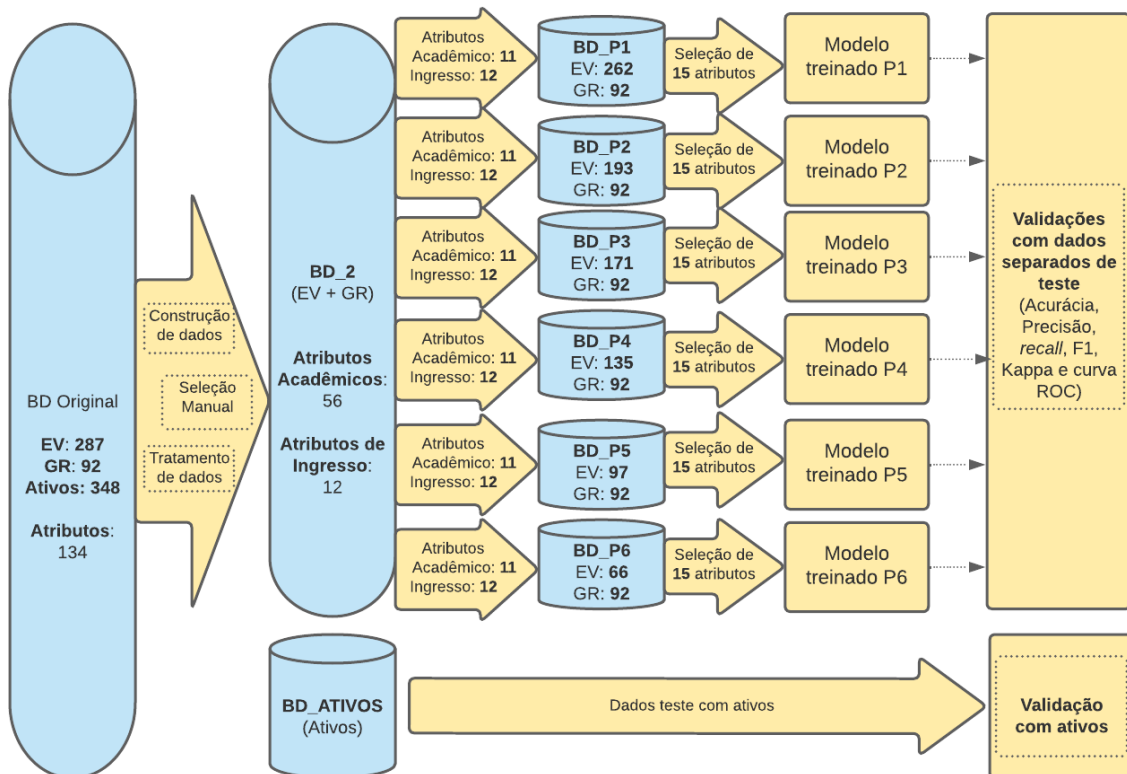 BD Original
EV: 287
GR: 92
Ativos: 348
Atributos:
134
Construção
de dados
Seleção
Manual
Tratamento
de dados
BD_2
(EV + GR)
Atributos
Acadêmicos:
56
Atributos de
Ingresso:
12
Atributos
Acadêmico: 11
Ingresso: 12
BD_P1
EV: 262
GR: 92
Seleção de
15 atributos
Modelo
treinado P1
Atributos
Acadêmico: 11
Ingresso: 12
BD_P2
EV: 193
GR: 92
Seleção de
15 atributos
Modelo
treinado P2
Atributos
Acadêmico: 11
Ingresso: 12
BD_P3
EV: 171
GR: 92
Seleção de
15 atributos
Modelo
treinado P3
Atributos
Acadêmico: 11
Ingresso: 12
BD_P4
EV: 135
GR: 92
Seleção de
15 atributos
Modelo
treinado P4
Atributos
Acadêmico: 11
Ingresso: 12
BD_P5
EV: 97
GR: 92
Seleção de
15 atributos
Modelo
treinado P5
Atributos
Acadêmico: 11
Ingresso: 12
BD_P6
EV: 66
GR: 92
Seleção de
15 atributos
Modelo
treinado P6
Validações
com dados
separados de
teste
(Acurácia,
Precisão,
recall, F1,
Kappa e curva
ROC)
BD_ATIVOS
(Ativos)
Dados teste com ativos
Validação
com ativos